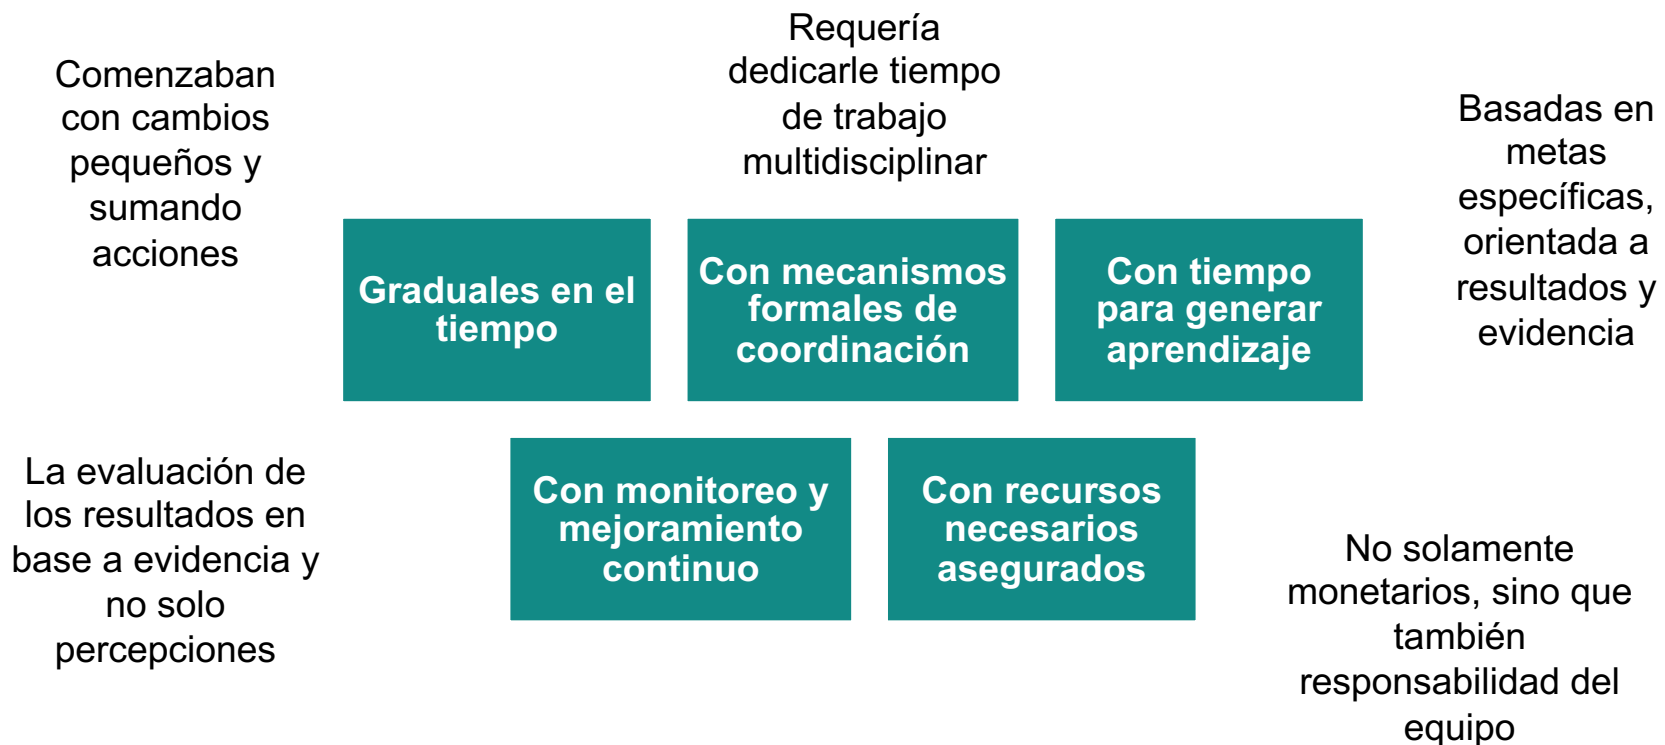 Comenzaban
con cambios
pequeños y
sumando
acciones
Requería
dedicarle tiempo
de trabajo
multidisciplinar
Basadas en
metas
específicas,
orientada a
resultados y
evidencia
Graduales en el
tiempo
Con mecanismos
formales de
coordinación
Con tiempo
para generar
aprendizaje
La evaluación de
los resultados en
base a evidencia y
no solo
percepciones
Con monitoreo y
mejoramiento
continuo
Con recursos
necesarios
asegurados
No solamente
monetarios, sino que
también
responsabilidad del
equipo